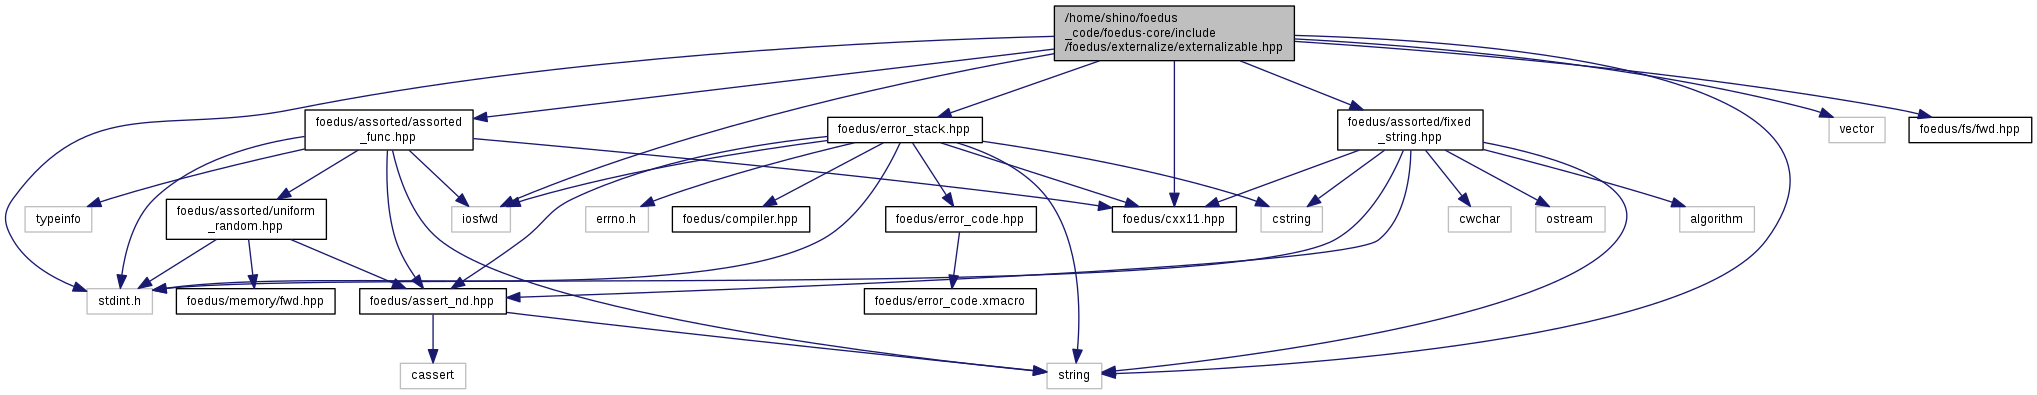 /home/shino/foedus
_code/foedus-core/include
/foedus/externalize/externalizable.hpp
foedus/assorted/assorted
_func.hpp
foedus/error_stack.hpp
foedus/assorted/fixed
_string.hpp
vector
foedus/fs/fwd.hpp
typeinfo
foedus/assorted/uniform
_random.hpp
iosfwd
errno.h
foedus/compiler.hpp
foedus/error_code.hpp
foedus/cxx11.hpp
cstring
cwchar
ostream
algorithm
stdint.h
foedus/memory/fwd.hpp
foedus/assert_nd.hpp
foedus/error_code.xmacro
cassert
string